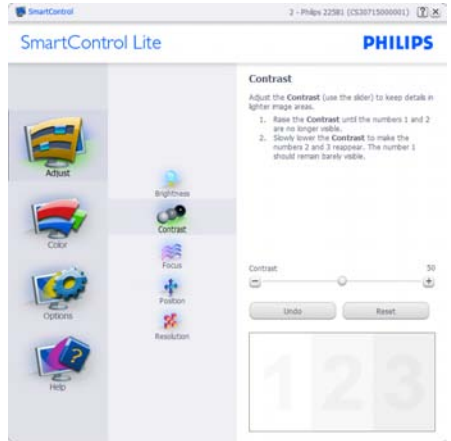 SmartControl
2 - Philips 225B1 (CS30715000001)
SmartControl Lite
PHILIPS
Adjust
Color
Options
Help
Brightness
Contrast
Focus
Position
Resolution
Contrast
Adjust the Contrast (use the slider) to keep details in
lighter image areas.
1. Raise the Contrast until the numbers 1 and 2
are no longer visible.
2. Slowly lower the Contrast to make the
numbers 2 and 3 reappear. The number 1
should remain barely visible.
Contrast 50
Undo Reset
1 2 3